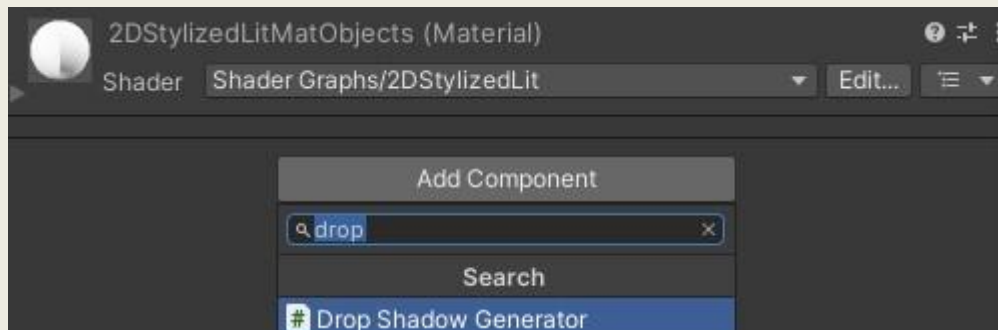 2DStylizedLitMatObjects (Material)
Shader Shader Graphs/2DStylizedLit Edit...
Add Component
drop
Search
# Drop Shadow Generator